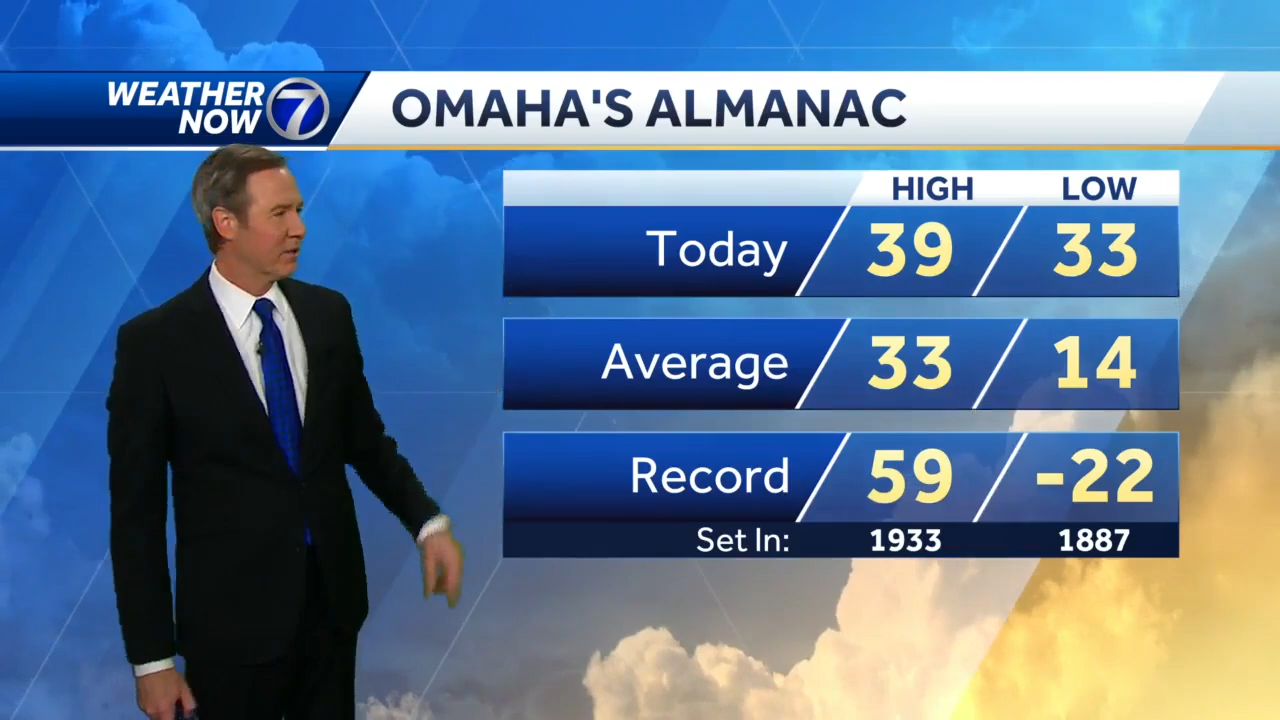 WEATHER
NOW 7
OMAHA'S ALMANAC
HIGH LOW
Today 39 33
Average 33 14
Record 59 -22
Set In: 1933 1887